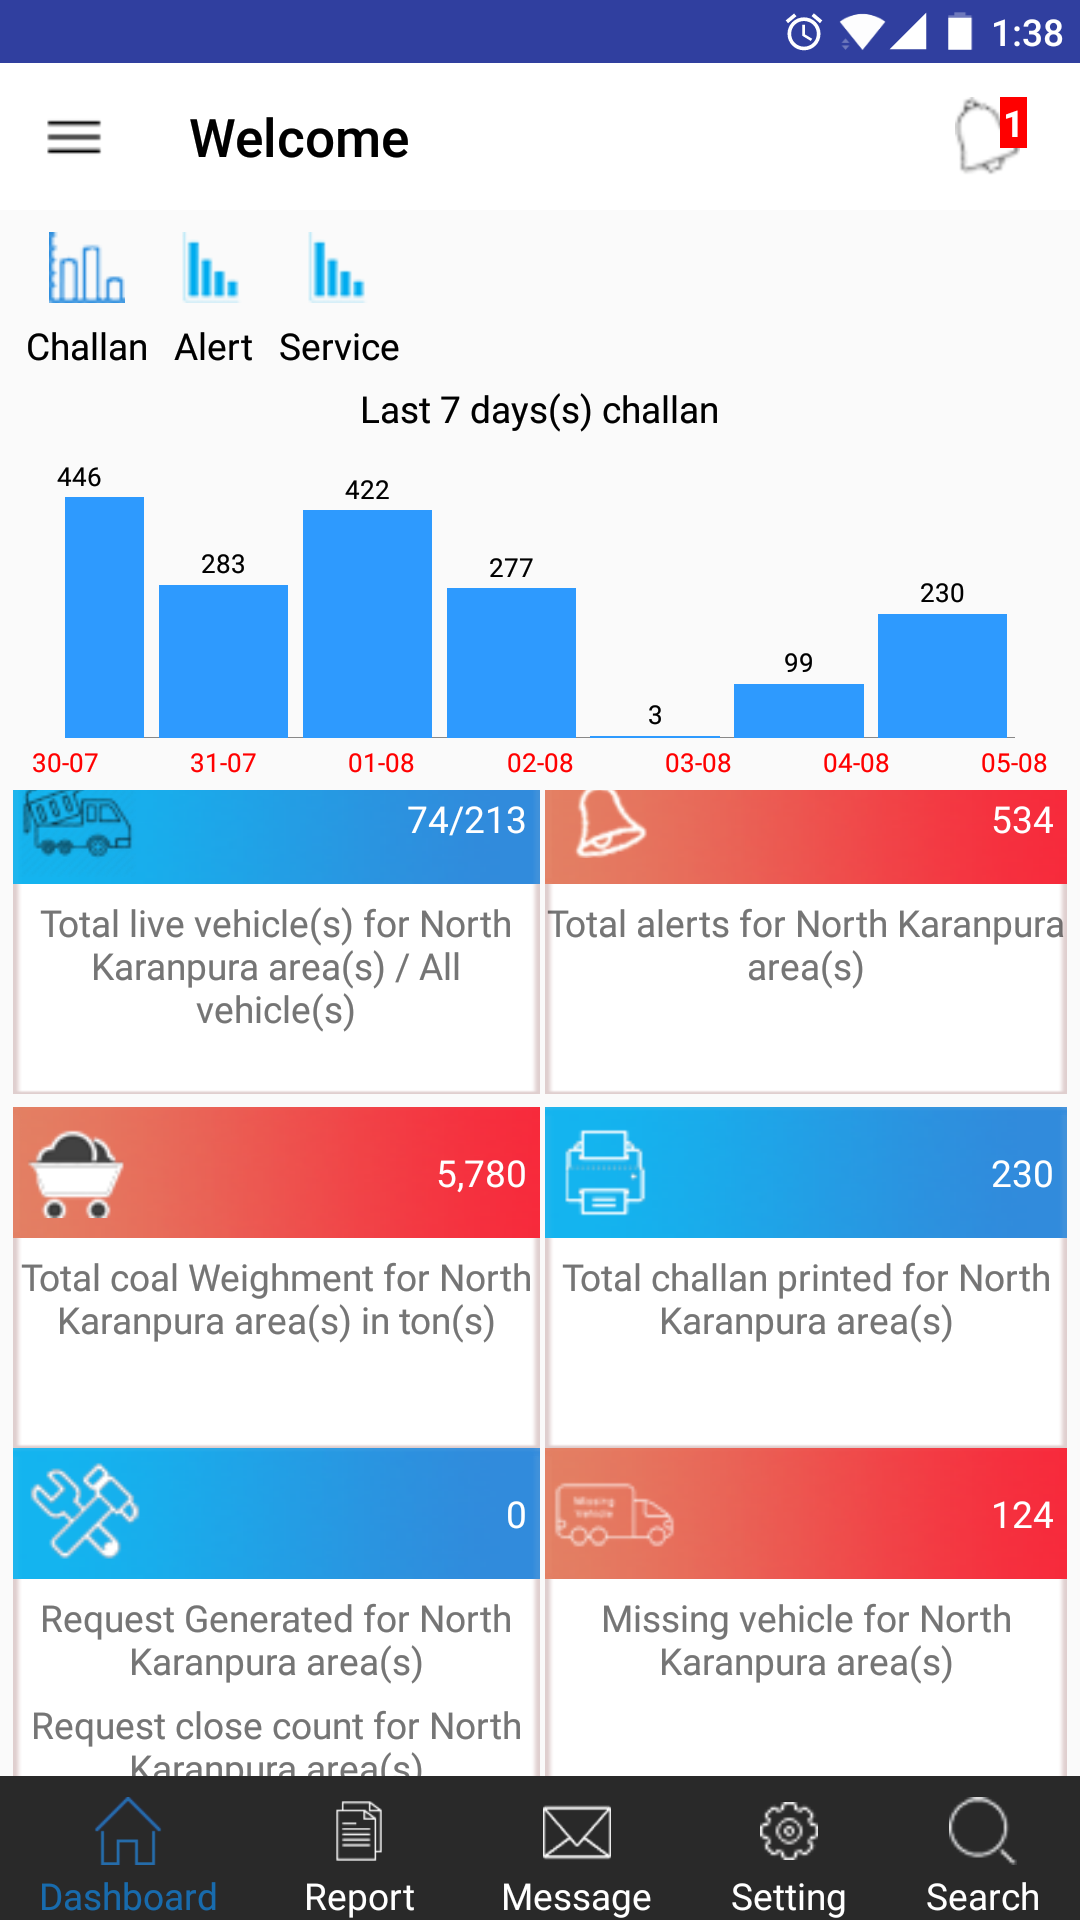 1:38
Welcome
1
Challan Alert Service
Last 7 days(s) challan
446
283
422
277
3
99
230
30-07 31-07 01-08 02-08 03-08 04-08 05-08
74/213
Total live vehicle(s) for North
Karanpura area(s) / All
vehicle(s)
534
Total alerts for North Karanpura
area(s)
5,780
Total coal Weighment for North
Karanpura area(s) in ton(s)
230
Total challan printed for North
Karanpura area(s)
0
Request Generated for North
Karanpura area(s)
Request close count for North
Karanpura area(s)
Missing
Vehicle
124
Missing vehicle for North
Karanpura area(s)
Dashboard Report Message Setting Search